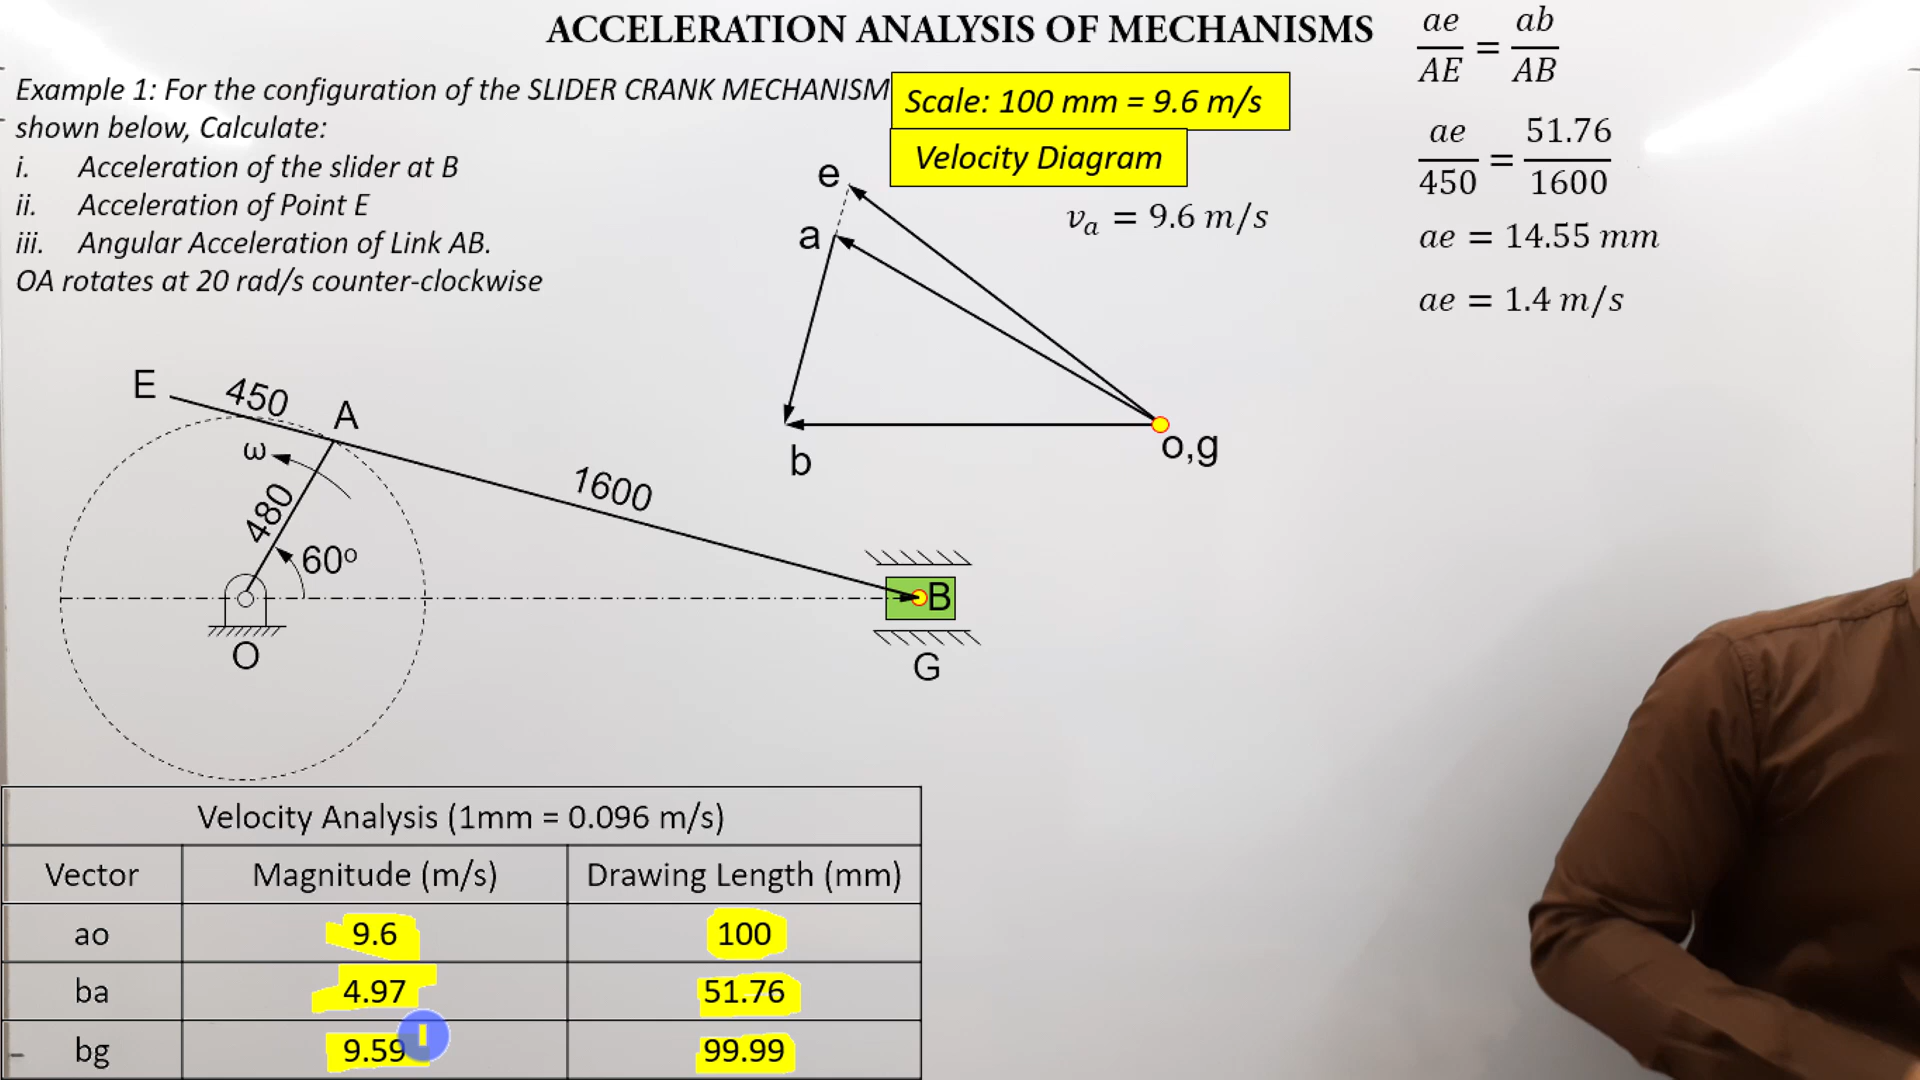 ACCELERATION ANALYSIS OF MECHANISMS
Example 1: For the configuration of the SLIDER CRANK MECHANISM
shown below, Calculate:
i. Acceleration of the slider at B
ii. Acceleration of Point E
iii. Angular Acceleration of Link AB.
OA rotates at 20 rad/s counter-clockwise
Scale: 100 mm = 9.6 m/s
Velocity Diagram
v_a = 9.6 m/s
e
a
b
o,g
ae/AE = ab/AB
ae/450 = 51.76/1600
ae = 14.55 mm
ae = 1.4 m/s
E
450
A
ω
480
60°
1600
B
O
G
Velocity Analysis (1mm = 0.096 m/s)
Vector Magnitude (m/s) Drawing Length (mm)
ao 9.6 100
ba 4.97 51.76
bg 9.59 99.99